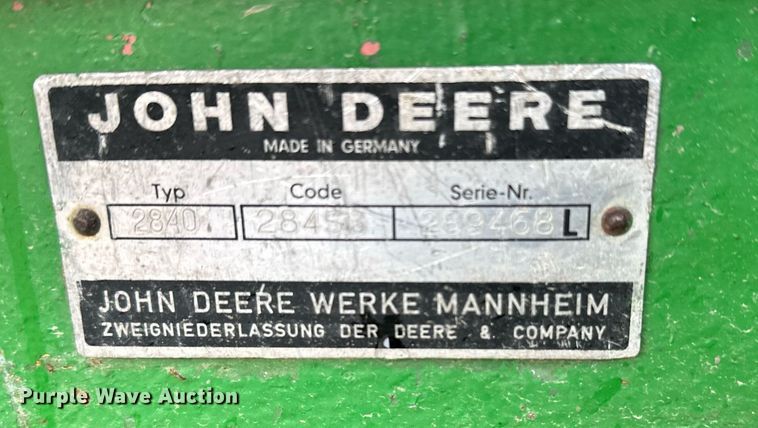 JOHN DEERE
MADE IN GERMANY
Typ Code Serie-Nr.
2840 L
JOHN DEERE WERKE MANNHEIM
ZWEIGNIEDERLASSUNG DER DEERE & COMPANY
Purple Wave Auction